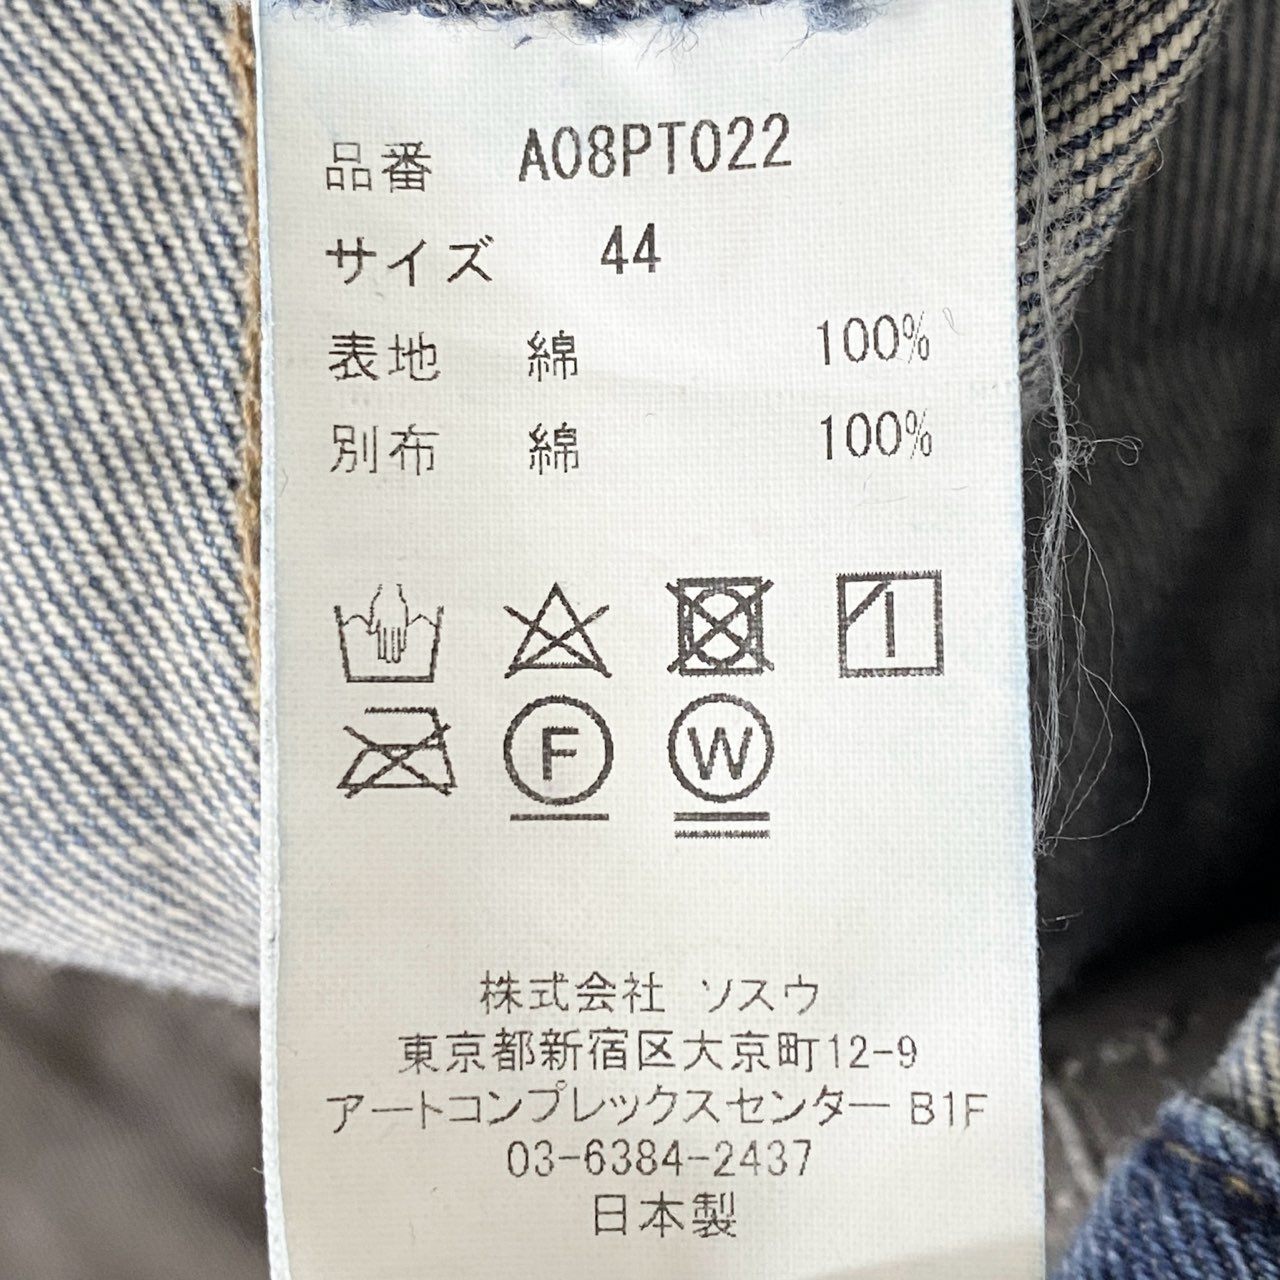 品番 A08PT022
サイズ 44
表地 綿 100%
別布 綿 100%
F W
株式会社 ソスウ
東京都新宿区大京町12-9
アートコンプレックスセンター B1F
03-6384-2437
日本製